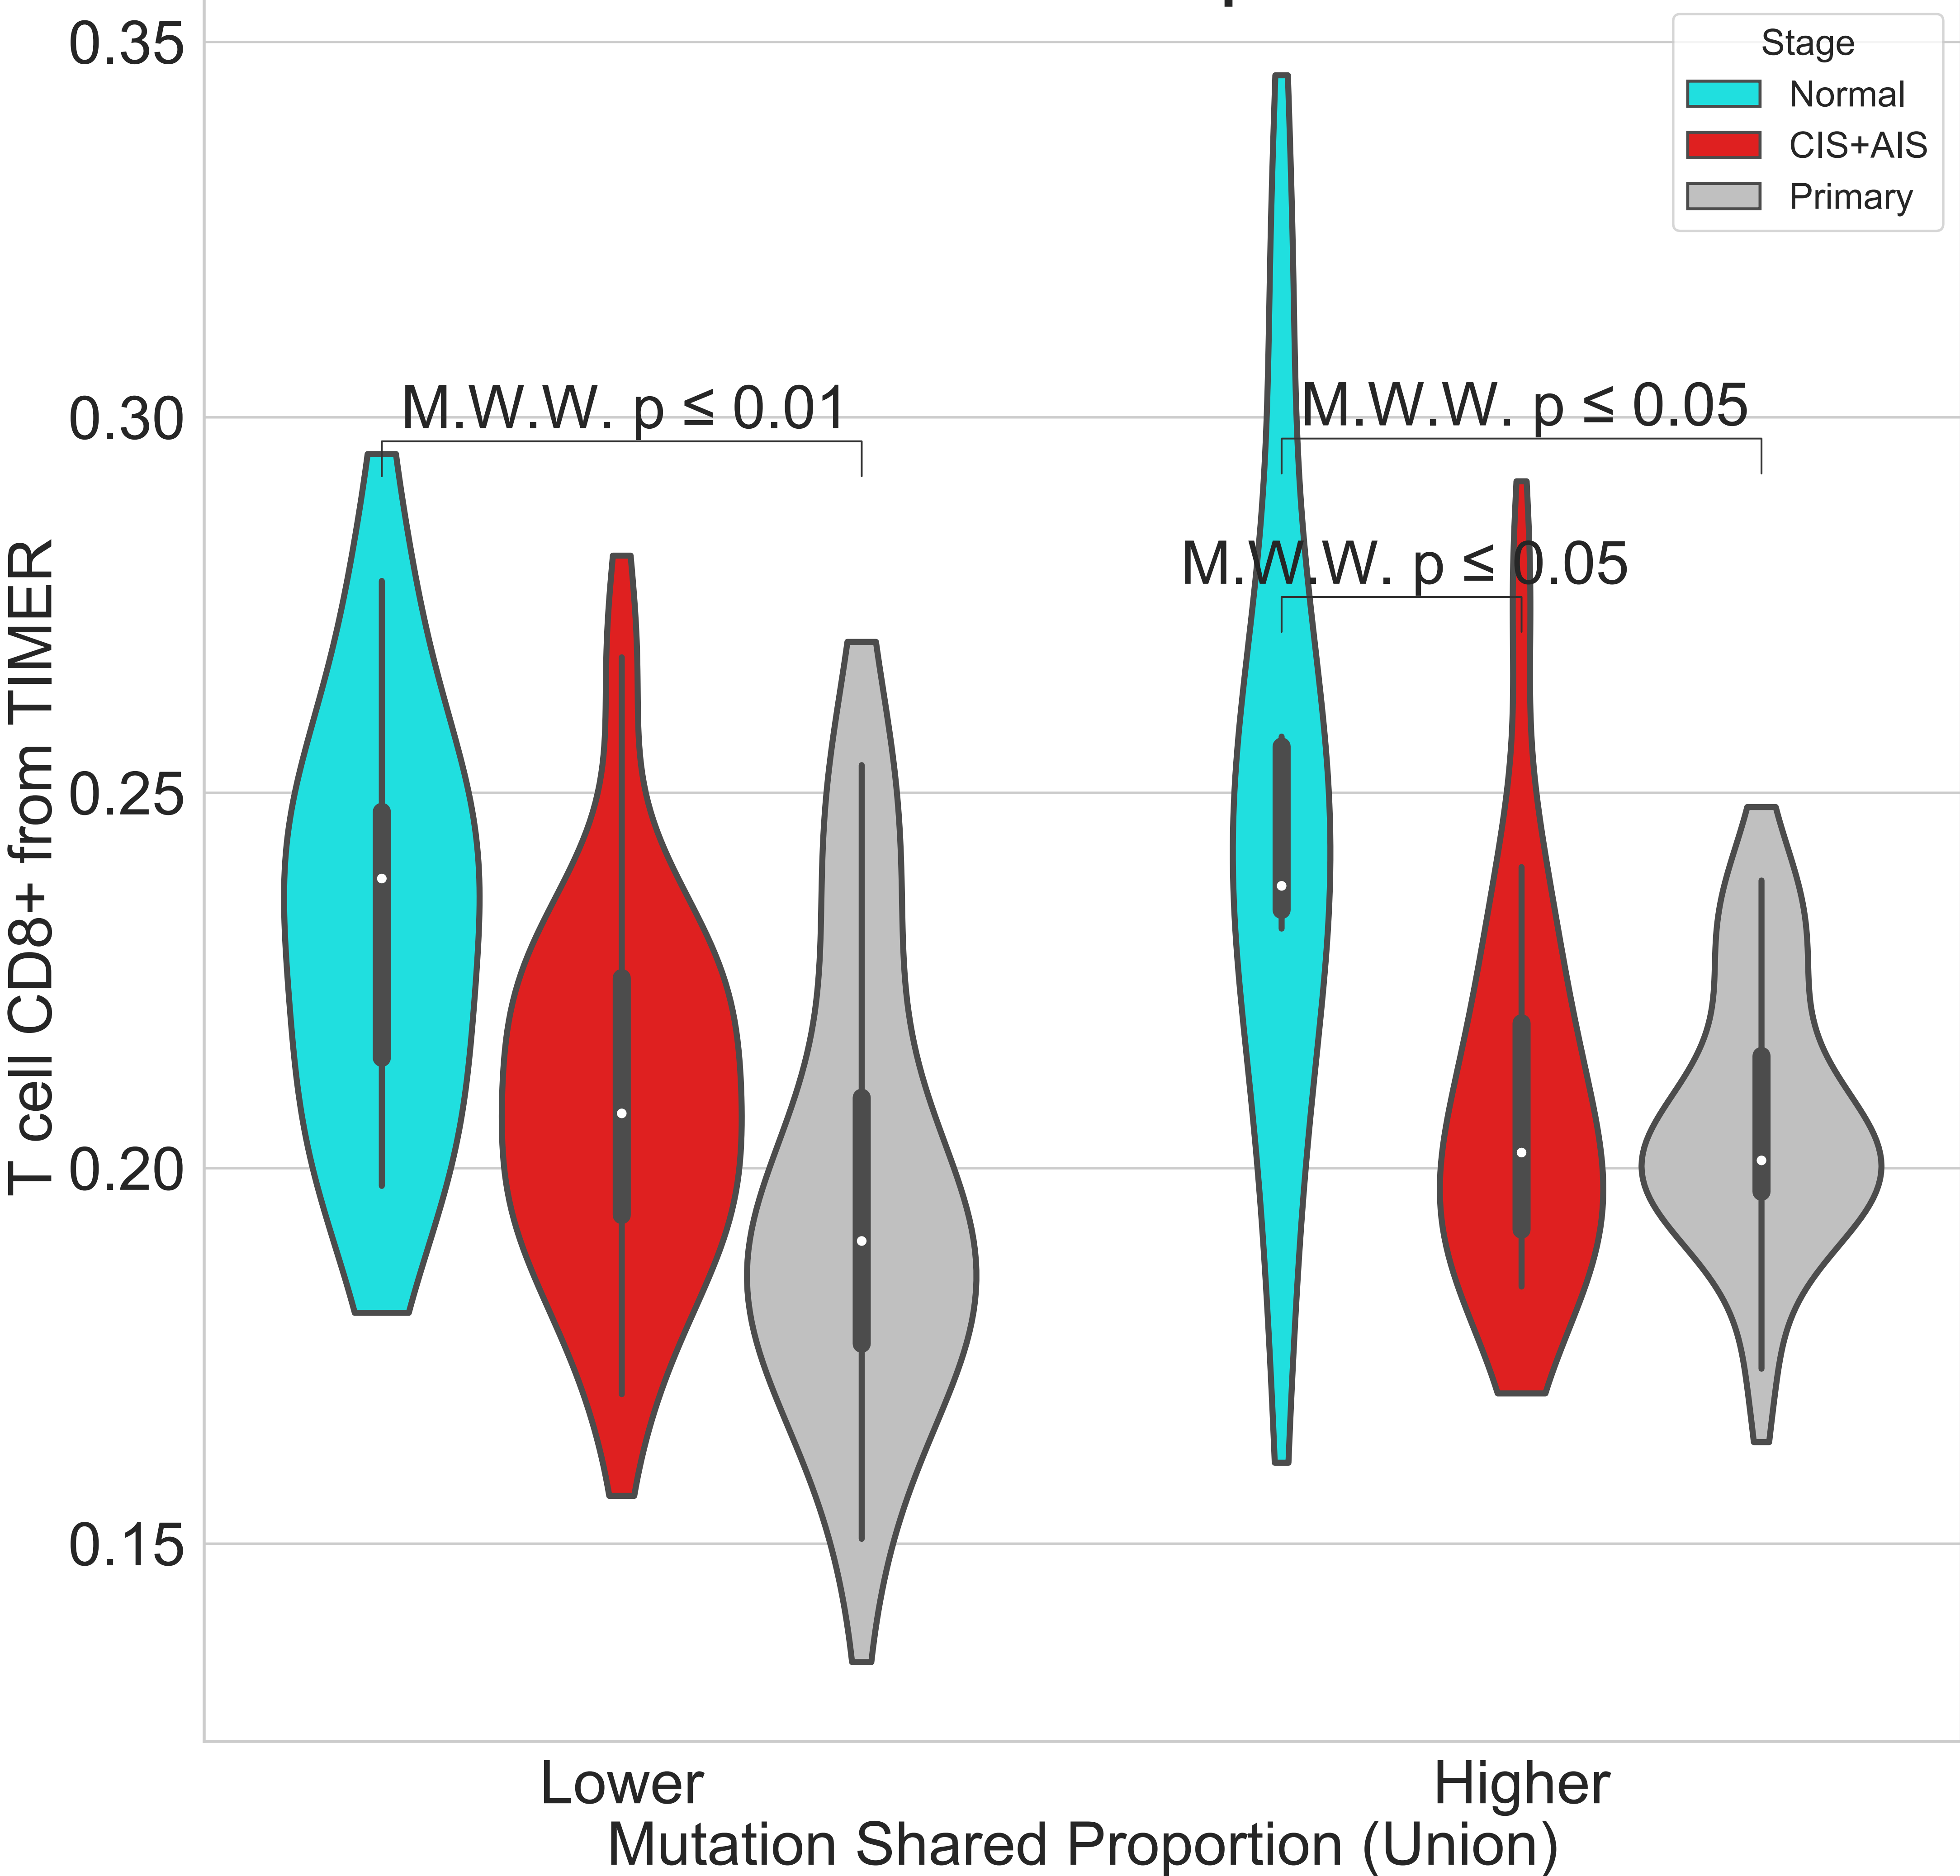 Stage
Normal
CIS+AIS
Primary
0.35
0.30
0.25
0.20
0.15
T cell CD8+ from TIMER
M.W.W. p ≤ 0.01
M.W.W. p ≤ 0.05
M.W.W. p ≤ 0.05
Lower
Higher
Mutation Shared Proportion (Union)